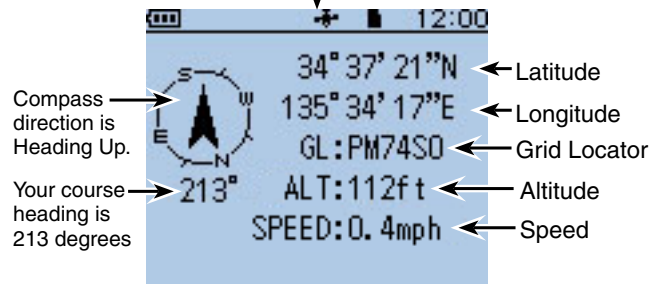 12:00
34°37'21"N
Latitude
S
W
E
N
Compass
direction is
Heading Up.
135°34'17"E
Longitude
GL:PM74SO
Grid Locator
Your course
heading is
213 degrees
213°
ALT:112ft
Altitude
SPEED:0.4mph
Speed